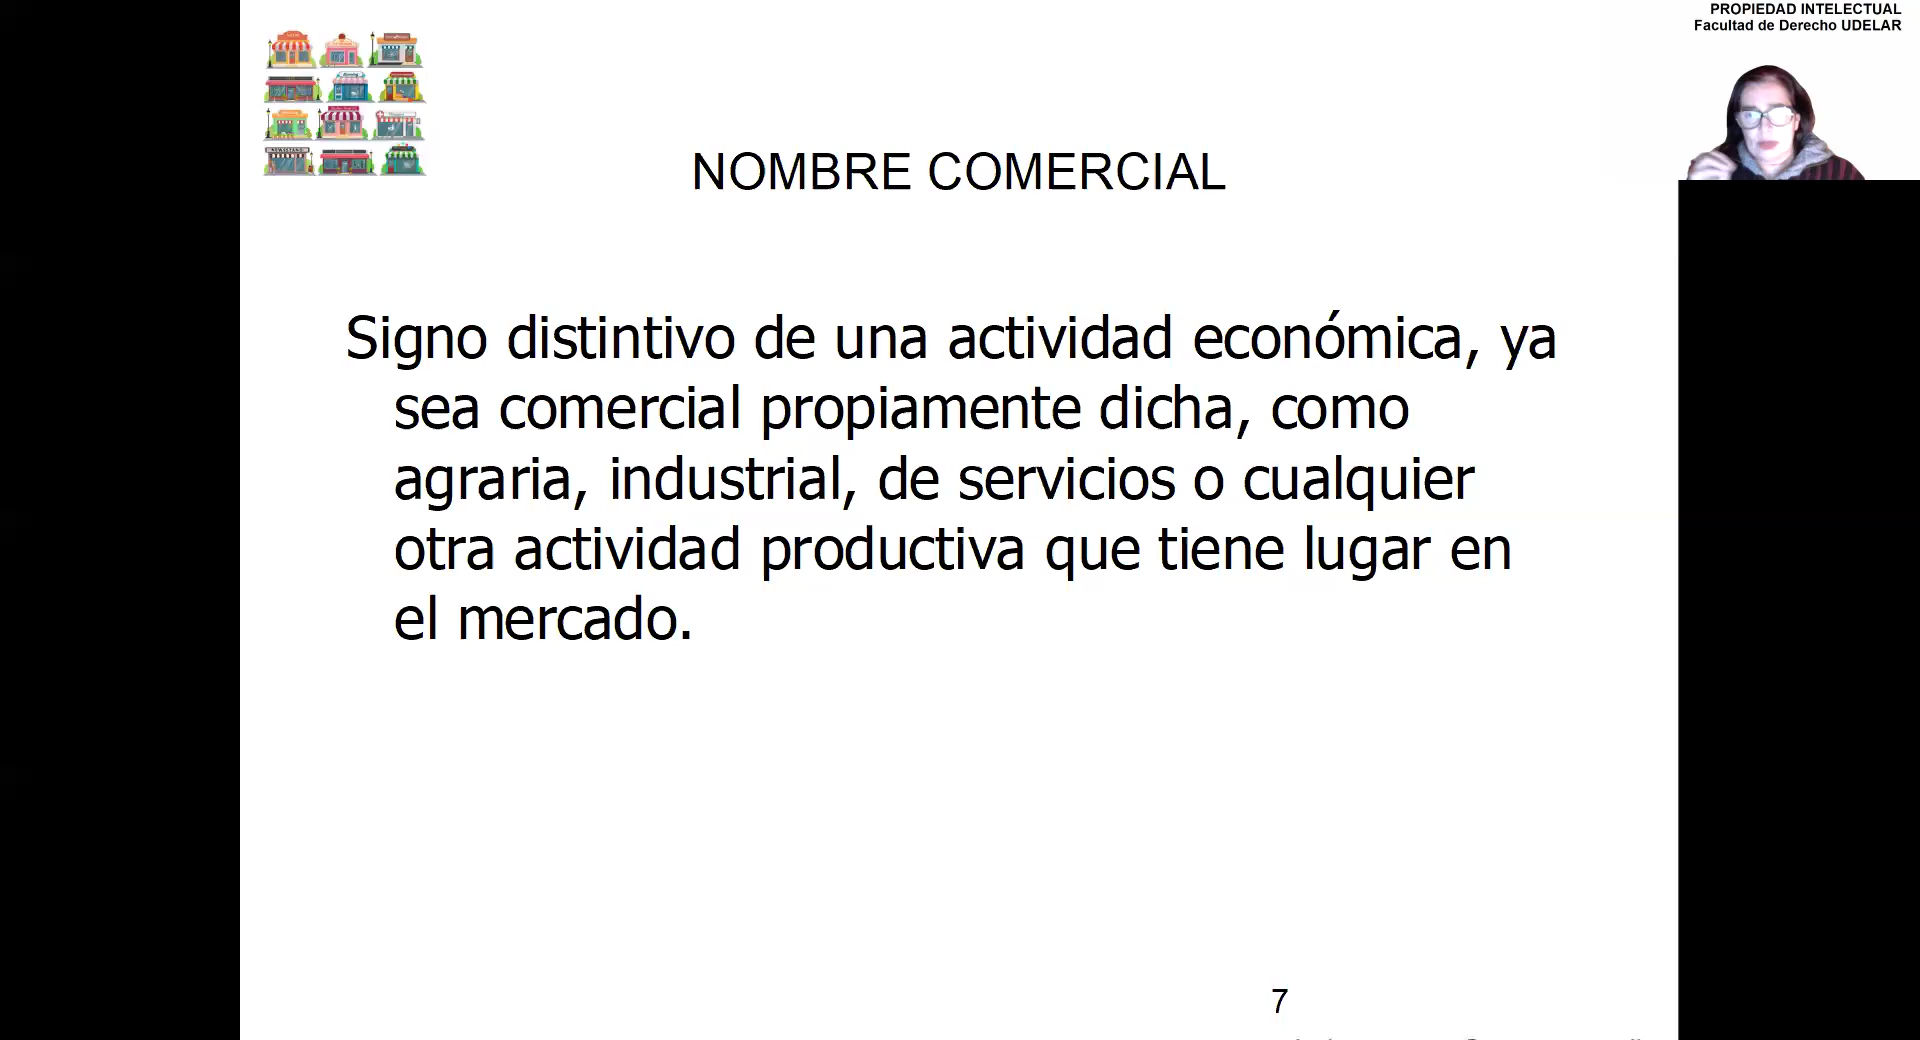 PROPIEDAD INTELECTUAL
Facultad de Derecho UDELAR
NEWSSTAND
NOMBRE COMERCIAL
Signo distintivo de una actividad económica, ya
sea comercial propiamente dicha, como
agraria, industrial, de servicios o cualquier
otra actividad productiva que tiene lugar en
el mercado.
7